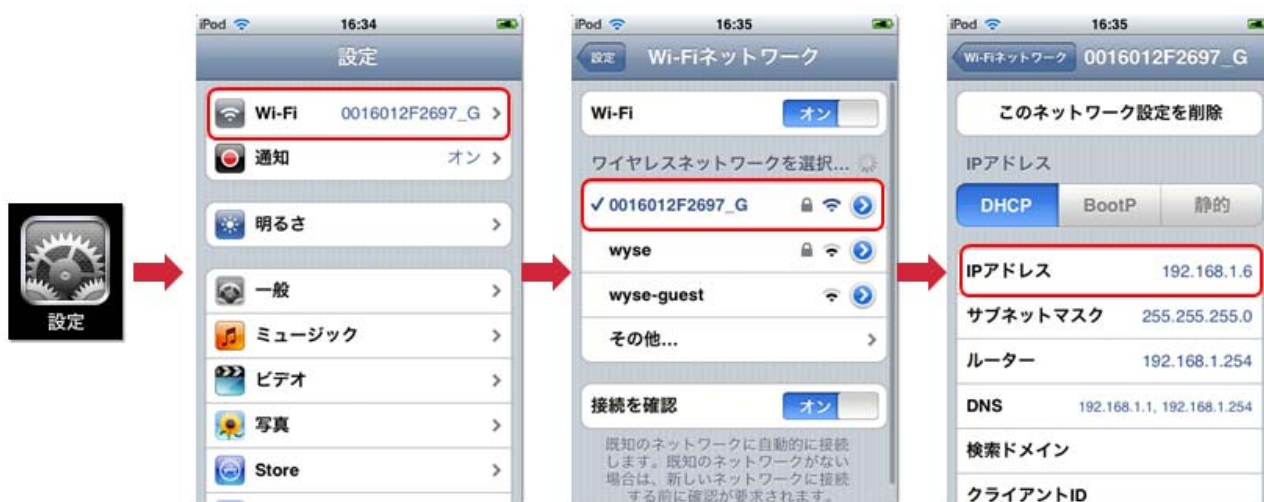 設定
iPod 16:34
設定
Wi-Fi 0016012F2697_G
通知 オン
明るさ
一般
ミュージック
ビデオ
写真
Store
iPod 16:35
設定 Wi-Fiネットワーク
Wi-Fi オン
ワイヤレスネットワークを選択...
0016012F2697_G
wyse
wyse-guest
その他...
接続を確認 オン
既知のネットワークに自動的に接続
します。既知のネットワークがない
場合は、新しいネットワークに接続
する前に確認が要求されます。
iPod 16:35
Wi-Fiネットワーク 0016012F2697_G
このネットワーク設定を削除
IPアドレス
DHCP BootP 静的
IPアドレス 192.168.1.6
サブネットマスク 255.255.255.0
ルーター 192.168.1.254
DNS 192.168.1.1, 192.168.1.254
検索ドメイン
クライアントID